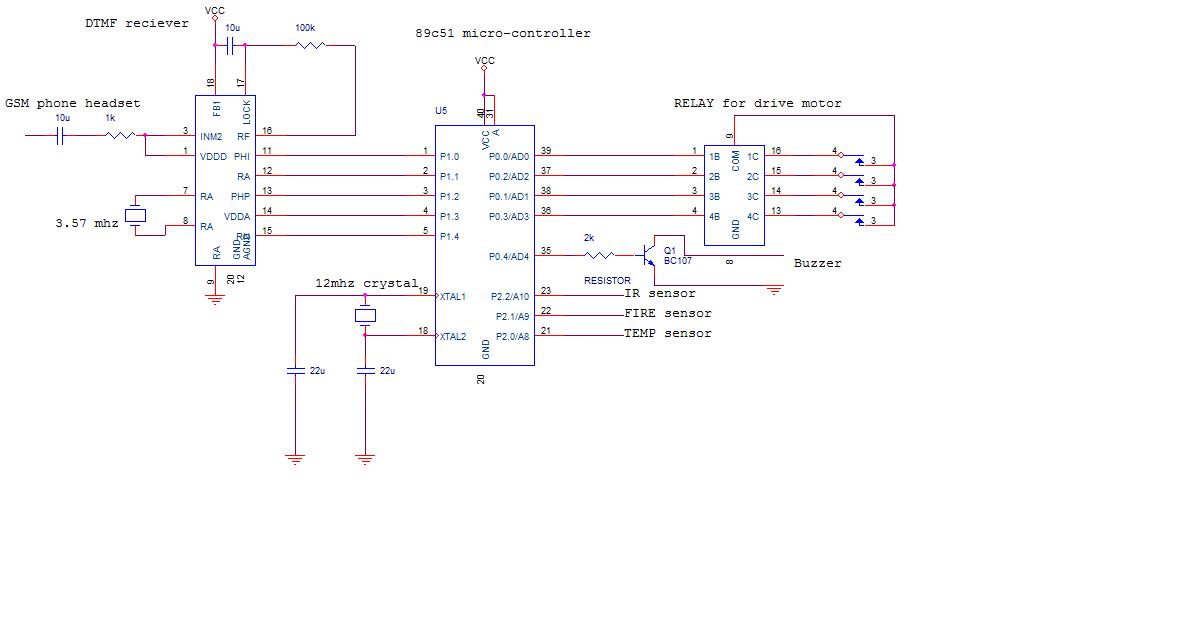 DTMF reciever
VCC
10u
100k
89c51 micro-controller
VCC
GSM phone headset
10u
1k
18
17
FB1
LOCK
3
INM2
RF
16
1
VDDD
PHI
11
RA
12
7
RA
PHP
13
VDDA
14
8
RA
15
RA
GND
AGND
9
20
12
3.57 mhz
U5
40
31
VCC
A
1
P1.0
P0.0/AD0
39
2
P1.1
P0.2/AD2
37
3
P1.2
P0.1/AD1
38
4
P1.3
P0.3/AD3
36
5
P1.4
P0.4/AD4
35
19
XTAL1
P2.2/A10
23
P2.1/A9
22
18
XTAL2
P2.0/A8
21
GND
20
12mhz crystal
22u
22u
RELAY for drive motor
9
COM
1
1B
1C
16
4
3
2
2B
2C
15
4
3
3
3B
3C
14
4
3
4
4B
4C
13
4
3
GND
8
2k
RESISTOR
Q1
BC107
Buzzer
IR sensor
FIRE sensor
TEMP sensor